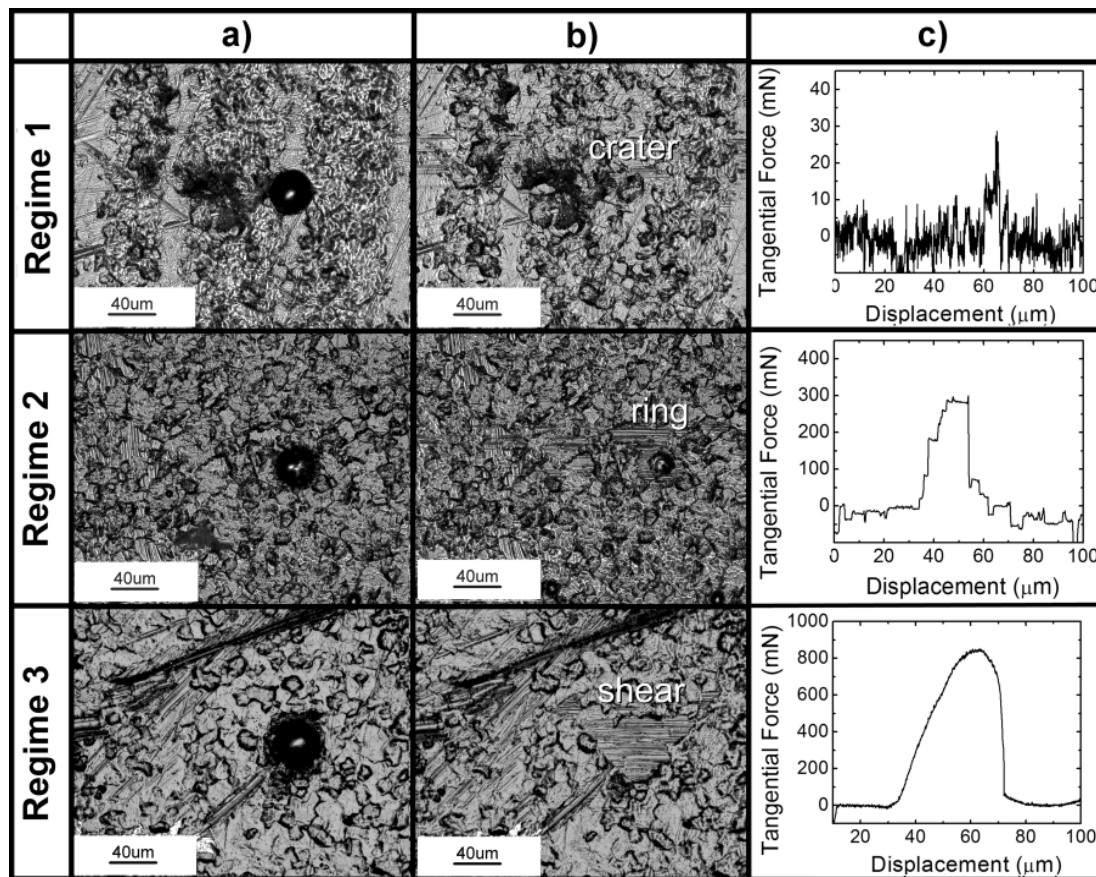 a)
b)
c)
Regime 1
40um
crater
40um
Tangential Force (mN)
40
30
20
10
0
0 20 40 60 80 100
Displacement (μm)
Regime 2
40um
ring
40um
Tangential Force (mN)
400
300
200
100
0
0 20 40 60 80 100
Displacement (μm)
Regime 3
40um
shear
40um
Tangential Force (mN)
1000
800
600
400
200
0
20 40 60 80 100
Displacement (μm)